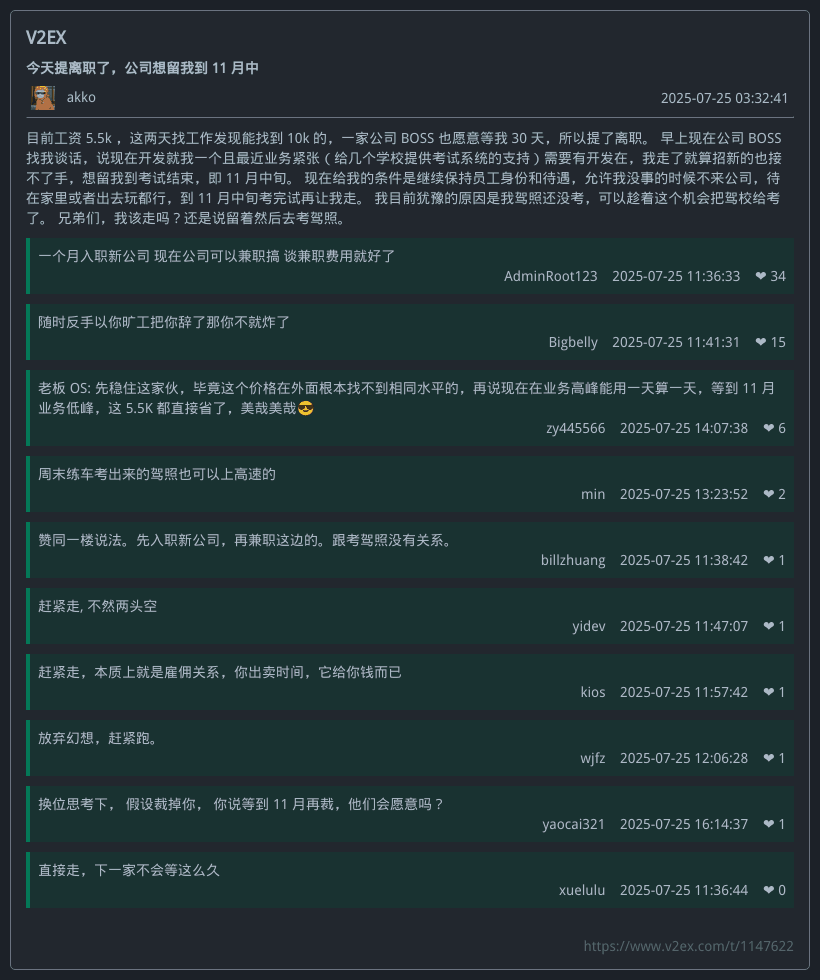 V2EX
今天提离职了，公司想留我到 11 月中
akko
2025-07-25 03:32:41
目前工资 5.5k ，这两天找工作发现能找到 10k 的，一家公司 BOSS 也愿意等我 30 天，所以提了离职。 早上现在公司 BOSS
找我谈话，说现在开发就我一个且最近业务紧张（给几个学校提供考试系统的支持）需要有开发在，我走了就算招新的也接
不了手，想留我到考试结束，即 11 月中旬。 现在给我的条件是继续保持员工身份和待遇，允许我没事的时候不来公司，待
在家里或者出去玩都行，到 11 月中旬考完试再让我走。 我目前犹豫的原因是我驾照还没考，可以趁着这个机会把驾校给考
了。 兄弟们，我该走吗？还是说留着然后去考驾照。
一个月入职新公司 现在公司可以兼职搞 谈兼职费用就好了
AdminRoot123 2025-07-25 11:36:33 ❤ 34
随时反手以你旷工把你辞了那你不就炸了
Bigbelly 2025-07-25 11:41:31 ❤ 15
老板 OS: 先稳住这家伙，毕竟这个价格在外面根本找不到相同水平的，再说现在在业务高峰能用一天算一天，等到 11 月
业务低峰，这 5.5K 都直接省了，美哉美哉😎
zy445566 2025-07-25 14:07:38 ❤ 6
周末练车考出来的驾照也可以上高速的
min 2025-07-25 13:23:52 ❤ 2
赞同一楼说法。先入职新公司，再兼职这边的。跟考驾照没有关系。
billzhuang 2025-07-25 11:38:42 ❤ 1
赶紧走, 不然两头空
yidev 2025-07-25 11:47:07 ❤ 1
赶紧走，本质上就是雇佣关系，你出卖时间，它给你钱而已
kios 2025-07-25 11:57:42 ❤ 1
放弃幻想，赶紧跑。
wjfz 2025-07-25 12:06:28 ❤ 1
换位思考下， 假设裁掉你， 你说等到 11 月再裁，他们会愿意吗？
yaocai321 2025-07-25 16:14:37 ❤ 1
直接走，下一家不会等这么久
xuelulu 2025-07-25 11:36:44 ❤ 0
https://www.v2ex.com/t/1147622